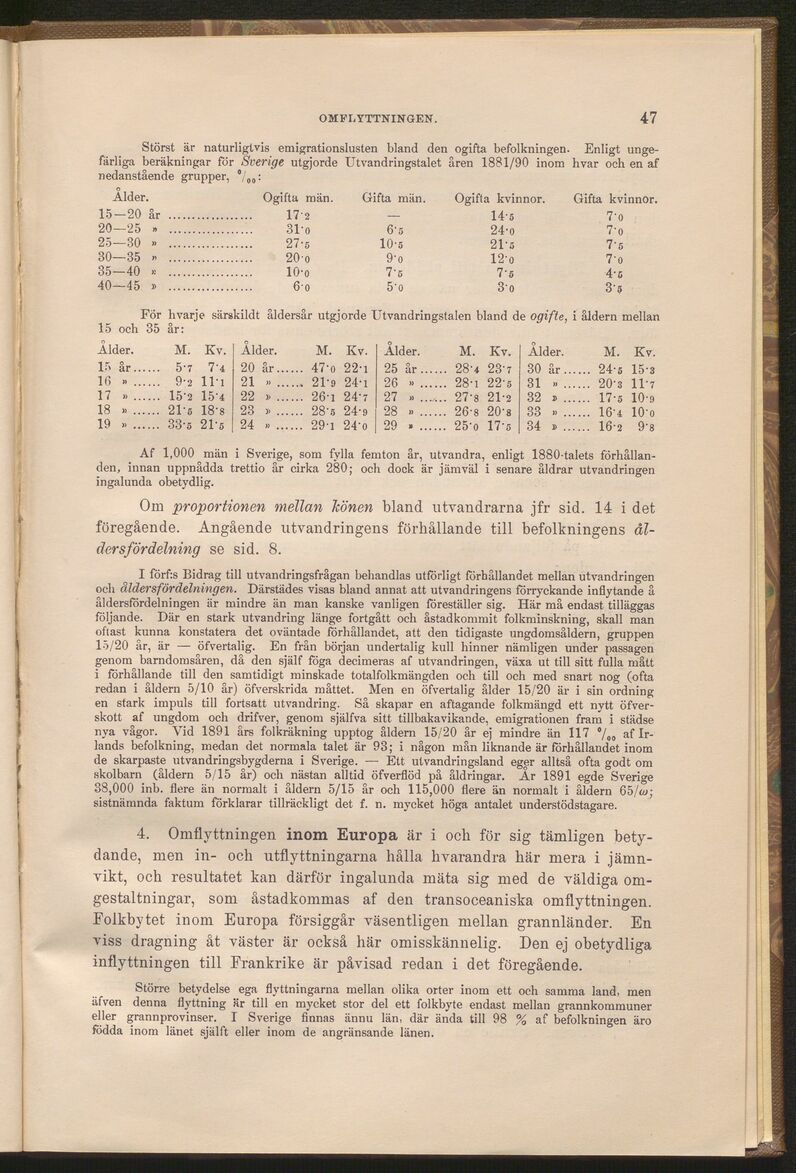 OMFLYTTNINGEN. 47
Störst är naturligtvis emigrationslusten bland den ogifta befolkningen. Enligt unge-
färliga beräkningar för Sverige utgjorde Utvandringstalet åren 1881/90 inom hvar och en af
nedanstående grupper, ⁰/₀₀:
Ålder. Ogifta män. Gifta män. Ogifta kvinnor. Gifta kvinnor.
15—20 år .................. 17·2 — 14·5 7·0
20—25 » .................. 31·0 6·5 24·0 7·0
25—30 » .................. 27·5 10·5 21·5 7·5
30—35 » .................. 20·0 9·0 12·0 7·0
35—40 » .................. 10·0 7·5 7·5 4·5
40—45 » .................. 6·0 5·0 3·0 3·5
För hvarje särskildt åldersår utgjorde Utvandringstalen bland de ogifte, i åldern mellan
15 och 35 år:
Ålder. M. Kv. Ålder. M. Kv. Ålder. M. Kv. Ålder. M. Kv.
15 år...... 5·7 7·4 20 år...... 47·0 22·1 25 år...... 28·4 23·7 30 år...... 24·5 15·3
16 » ...... 9·2 11·1 21 » ...... 21·9 24·1 26 » ...... 28·1 22·5 31 » ...... 20·3 11·7
17 » ...... 15·2 15·4 22 » ...... 26·1 24·7 27 » ...... 27·8 21·2 32 » ...... 17·5 10·9
18 » ...... 21·5 18·8 23 » ...... 28·5 24·9 28 » ...... 26·8 20·8 33 » ...... 16·4 10·0
19 » ...... 33·5 21·5 24 » ...... 29·1 24·0 29 » ...... 25·0 17·5 34 » ...... 16·2 9·8
Af 1,000 män i Sverige, som fylla femton år, utvandra, enligt 1880-talets förhållan-
den, innan uppnådda trettio år cirka 280; och dock är jämväl i senare åldrar utvandringen
ingalunda obetydlig.
Om proportionen mellan könen bland utvandrarna jfr sid. 14 i det
föregående. Angående utvandringens förhållande till befolkningens ål-
dersfördelning se sid. 8.
I förf:s Bidrag till utvandringsfrågan behandlas utförligt förhållandet mellan utvandringen
och åldersfördelningen. Därstädes visas bland annat att utvandringens förryckande inflytande å
åldersfördelningen är mindre än man kanske vanligen föreställer sig. Här må endast tilläggas
följande. Där en stark utvandring länge fortgått och åstadkommit folkminskning, skall man
oftast kunna konstatera det oväntade förhållandet, att den tidigaste ungdomsåldern, gruppen
15/20 år, är — öfvertalig. En från början undertalig kull hinner nämligen under passagen
genom barndomsåren, då den själf föga decimeras af utvandringen, växa ut till sitt fulla mått
i förhållande till den samtidigt minskade totalfolkmängden och till och med snart nog (ofta
redan i åldern 5/10 år) öfverskrida måttet. Men en öfvertalig ålder 15/20 är i sin ordning
en stark impuls till fortsatt utvandring. Så skapar en aftagande folkmängd ett nytt öfver-
skott af ungdom och drifver, genom själfva sitt tillbakavikande, emigrationen fram i städse
nya vågor. Vid 1891 års folkräkning upptog åldern 15/20 år ej mindre än 117 ⁰/₀₀ af Ir-
lands befolkning, medan det normala talet är 93; i någon mån liknande är förhållandet inom
de skarpaste utvandringsbygderna i Sverige. — Ett utvandringsland eger alltså ofta godt om
skolbarn (åldern 5/15 år) och nästan alltid öfverflöd på åldringar. År 1891 egde Sverige
38,000 inb. flere än normalt i åldern 5/15 år och 115,000 flere än normalt i åldern 65/ω;
sistnämnda faktum förklarar tillräckligt det f. n. mycket höga antalet understödstagare.
4. Omflyttningen inom Europa är i och för sig tämligen bety-
dande, men in- och utflyttningarna hålla hvarandra här mera i jämn-
vikt, och resultatet kan därför ingalunda mäta sig med de väldiga om-
gestaltningar, som åstadkommas af den transoceaniska omflyttningen.
Folkbytet inom Europa försiggår väsentligen mellan grannländer. En
viss dragning åt väster är också här omisskännelig. Den ej obetydliga
inflyttningen till Frankrike är påvisad redan i det föregående.
Större betydelse ega flyttningarna mellan olika orter inom ett och samma land, men
äfven denna flyttning är till en mycket stor del ett folkbyte endast mellan grannkommuner
eller grannprovinser. I Sverige finnas ännu län, där ända till 98 % af befolkningen äro
födda inom länet själft eller inom de angränsande länen.